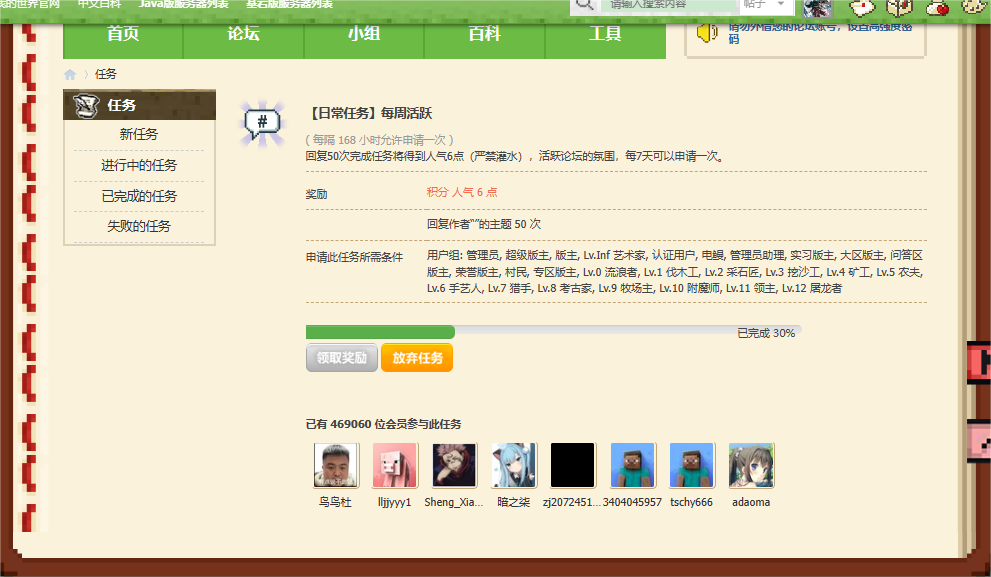 我的世界官网 中文百科 Java版服务器列表 基岩版服务器列表
请输入搜索内容 帖子
首页 论坛 小组 百科 工具
请勿外借您的论坛账号，设置高强度密码
任务
任务
新任务
进行中的任务
已完成的任务
失败的任务
【日常任务】每周活跃
( 每隔 168 小时允许申请一次 )
回复50次完成任务将得到人气6点（严禁灌水），活跃论坛的氛围，每7天可以申请一次。
奖励 积分 人气 6 点
回复作者“”的主题 50 次
申请此任务所需条件 用户组: 管理员, 超级版主, 版主, Lv.Inf 艺术家, 认证用户, 电鳗, 管理员助理, 实习版主, 大区版主, 问答区
版主, 荣誉版主, 村民, 专区版主, Lv.0 流浪者, Lv.1 伐木工, Lv.2 采石匠, Lv.3 挖沙工, Lv.4 矿工, Lv.5 农夫,
Lv.6 手艺人, Lv.7 猎手, Lv.8 考古家, Lv.9 牧场主, Lv.10 附魔师, Lv.11 领主, Lv.12 屠龙者
已完成 30%
领取奖励 放弃任务
已有 469060 位会员参与此任务
鸟鸟杜 lljjyyy1 Sheng_Xia... 暗之柒 zj2072451... 3404045957 tschy666 adaoma